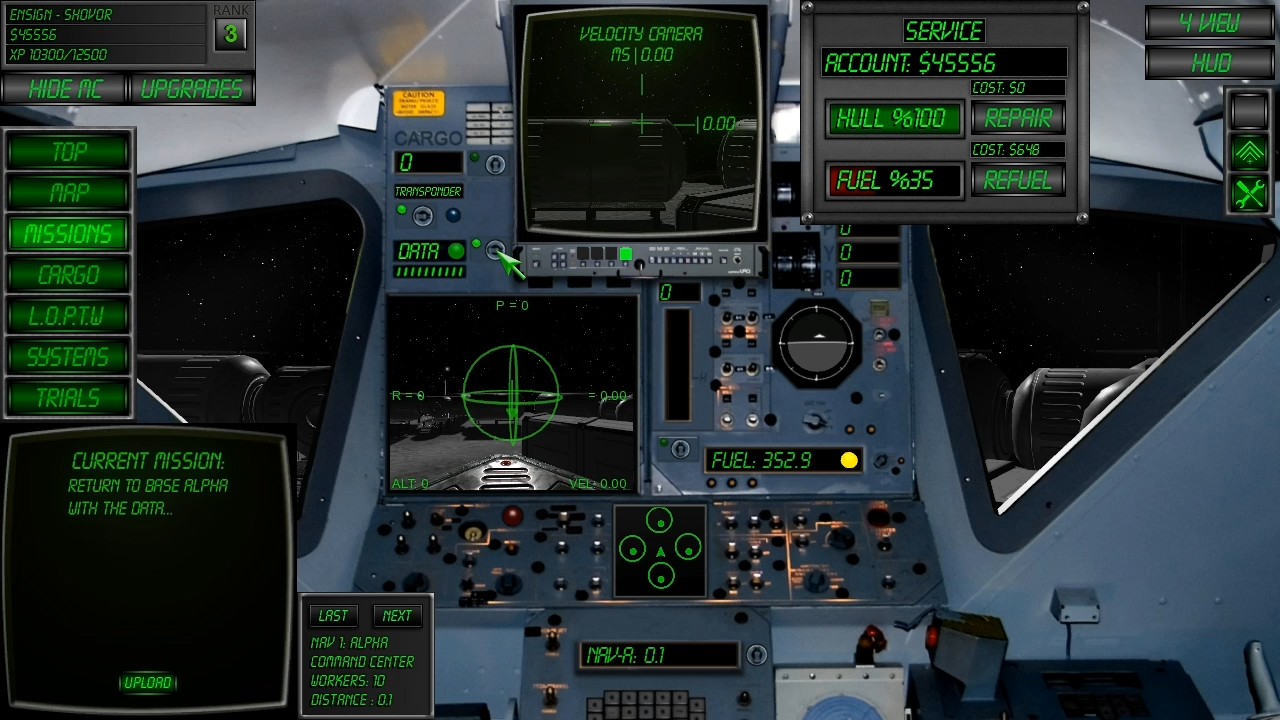 ENSIGN - SHOVOR
$45556
XP 10300/12500
RANK
3
HIDE MC
UPGRADES
TOP
MAP
MISSIONS
CARGO
L.O.P.T.W
SYSTEMS
TRIALS
CURRENT MISSION:
RETURN TO BASE ALPHA
WITH THE DATA...
UPLOAD
LAST
NEXT
NAV 1: ALPHA
COMMAND CENTER
WORKERS: 10
DISTANCE : 0.1
CAUTION
CARGO
0
TRANSPONDER
DATA
VELOCITY CAMERA
MS | 0.00
0.00
P = 0
R = 0
= 0.00
ALT: 0
VEL: 0.00
SERVICE
ACCOUNT: $45556
COST: $0
HULL %100
REPAIR
COST: $648
FUEL %35
REFUEL
4 VIEW
HUD
P
0
Y
0
R
0
0
FUEL: 352.9
A
NAV-A: 0.1